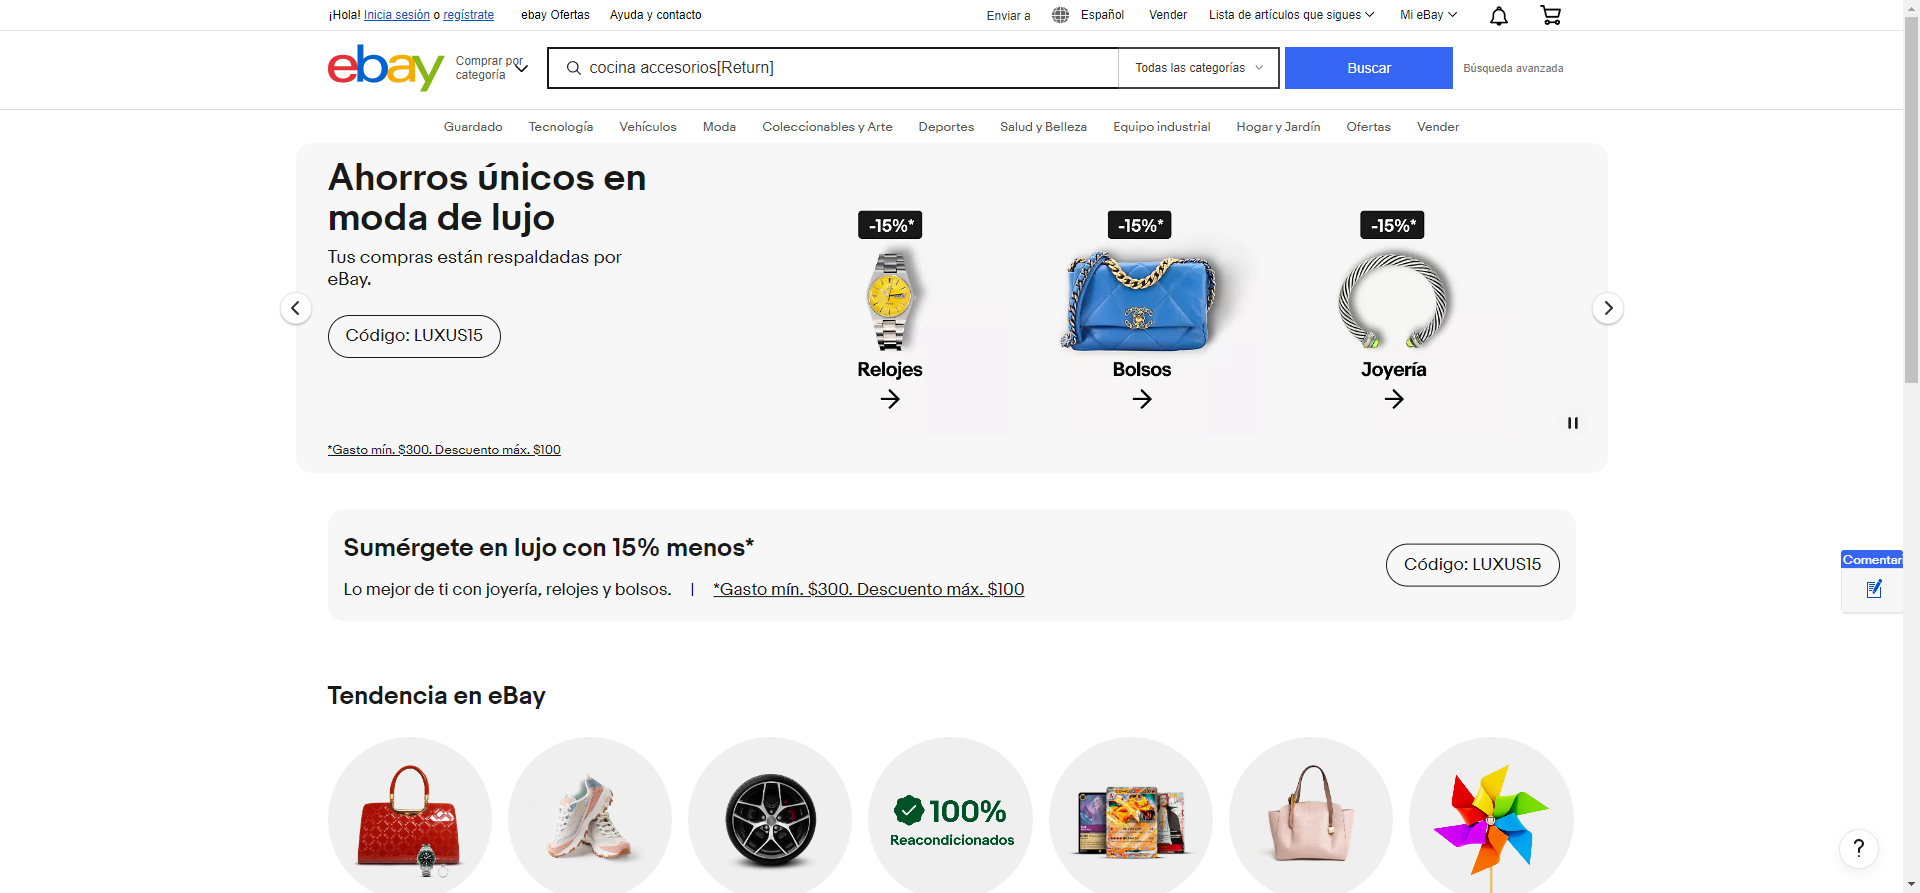 ¡Hola! Inicia sesión o regístrate ebay Ofertas Ayuda y contacto Enviar a Español Vender Lista de artículos que sigues Mi eBay
ebay
Comprar por categoría
cocina accesorios[Return]
Todas las categorías
Buscar
Búsqueda avanzada
Guardado Tecnología Vehículos Moda Coleccionables y Arte Deportes Salud y Belleza Equipo industrial Hogar y Jardín Ofertas Vender
Ahorros únicos en
moda de lujo
Tus compras están respaldadas por
eBay.
Código: LUXUS15
*Gasto mín. $300. Descuento máx. $100
-15%* -15%* -15%*
Relojes Bolsos Joyería
Sumérgete en lujo con 15% menos*
Lo mejor de ti con joyería, relojes y bolsos. | *Gasto mín. $300. Descuento máx. $100
Código: LUXUS15
Comentari
Tendencia en eBay
100%
Reacondicionados
?